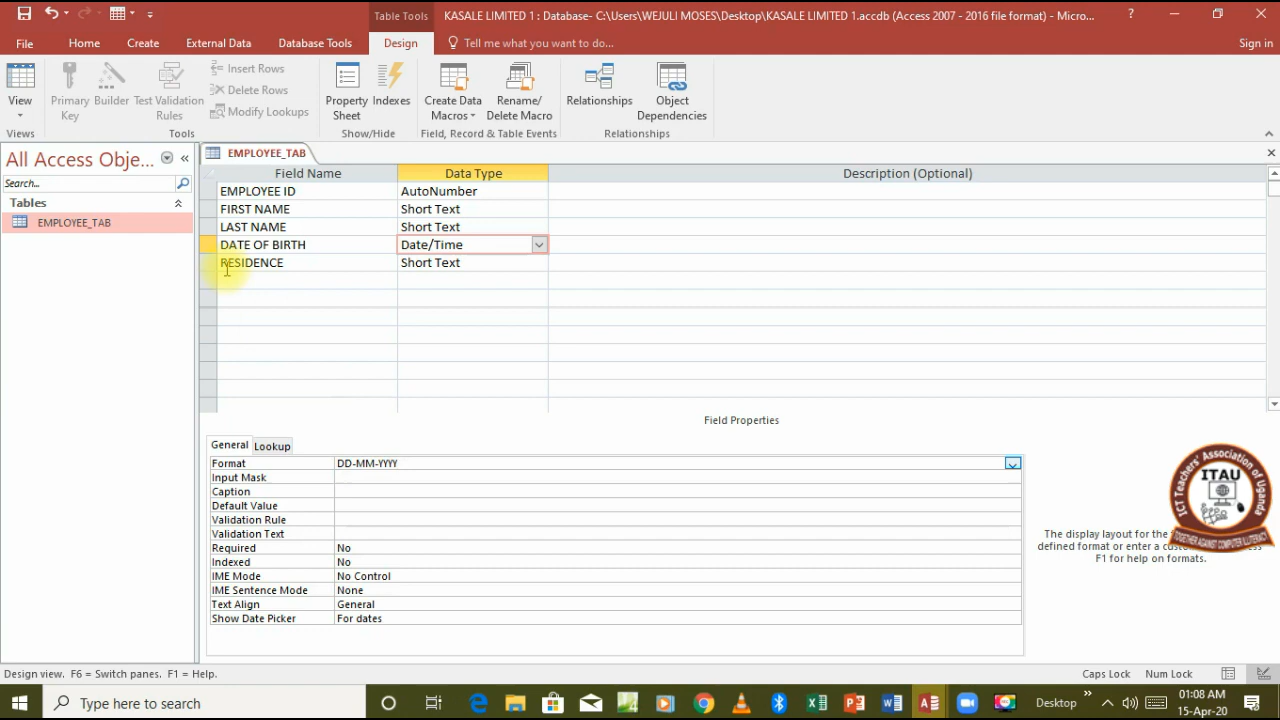 Table Tools
KASALE LIMITED 1 : Database- C:\Users\WEJULI MOSES\Desktop\KASALE LIMITED 1.accdb (Access 2007 - 2016 file format) - Micro...
?
File Home Create External Data Database Tools Design Tell me what you want to do... Sign in
View
Primary Key
Builder
Test Validation Rules
Insert Rows
Delete Rows
Modify Lookups
Property Sheet
Indexes
Create Data Macros
Rename/ Delete Macro
Relationships
Object Dependencies
Views Tools Show/Hide Field, Record & Table Events Relationships
All Access Obje...
Search...
Tables
EMPLOYEE_TAB
EMPLOYEE_TAB
Field Name Data Type Description (Optional)
EMPLOYEE ID AutoNumber
FIRST NAME Short Text
LAST NAME Short Text
DATE OF BIRTH Date/Time
RESIDENCE Short Text
Field Properties
General Lookup
Format DD-MM-YYYY
Input Mask
Caption
Default Value
Validation Rule
Validation Text
Required No
Indexed No
IME Mode No Control
IME Sentence Mode None
Text Align General
Show Date Picker For dates
The display layout for the
defined format or enter a custo
F1 for help on formats.
ICT Teachers' Association of Uganda
ITAU
TOGETHER AGAINST COMPUTER ILLITERACY
Design view. F6 = Switch panes. F1 = Help. Caps Lock Num Lock
Type here to search
Desktop
01:08 AM
15-Apr-20